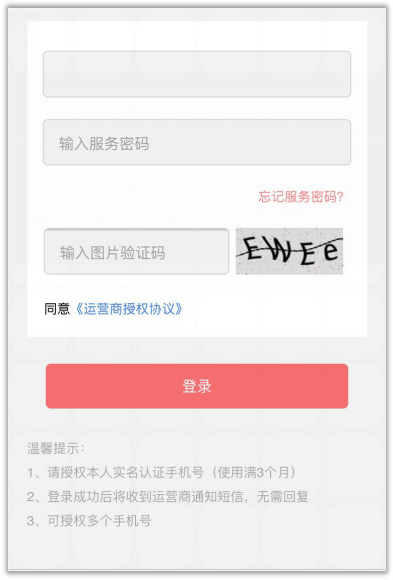 输入服务密码
忘记服务密码?
输入图片验证码
EWEe
同意《运营商授权协议》
登录
温馨提示：
1、请授权本人实名认证手机号（使用满3个月）
2、登录成功后将收到运营商通知短信，无需回复
3、可授权多个手机号